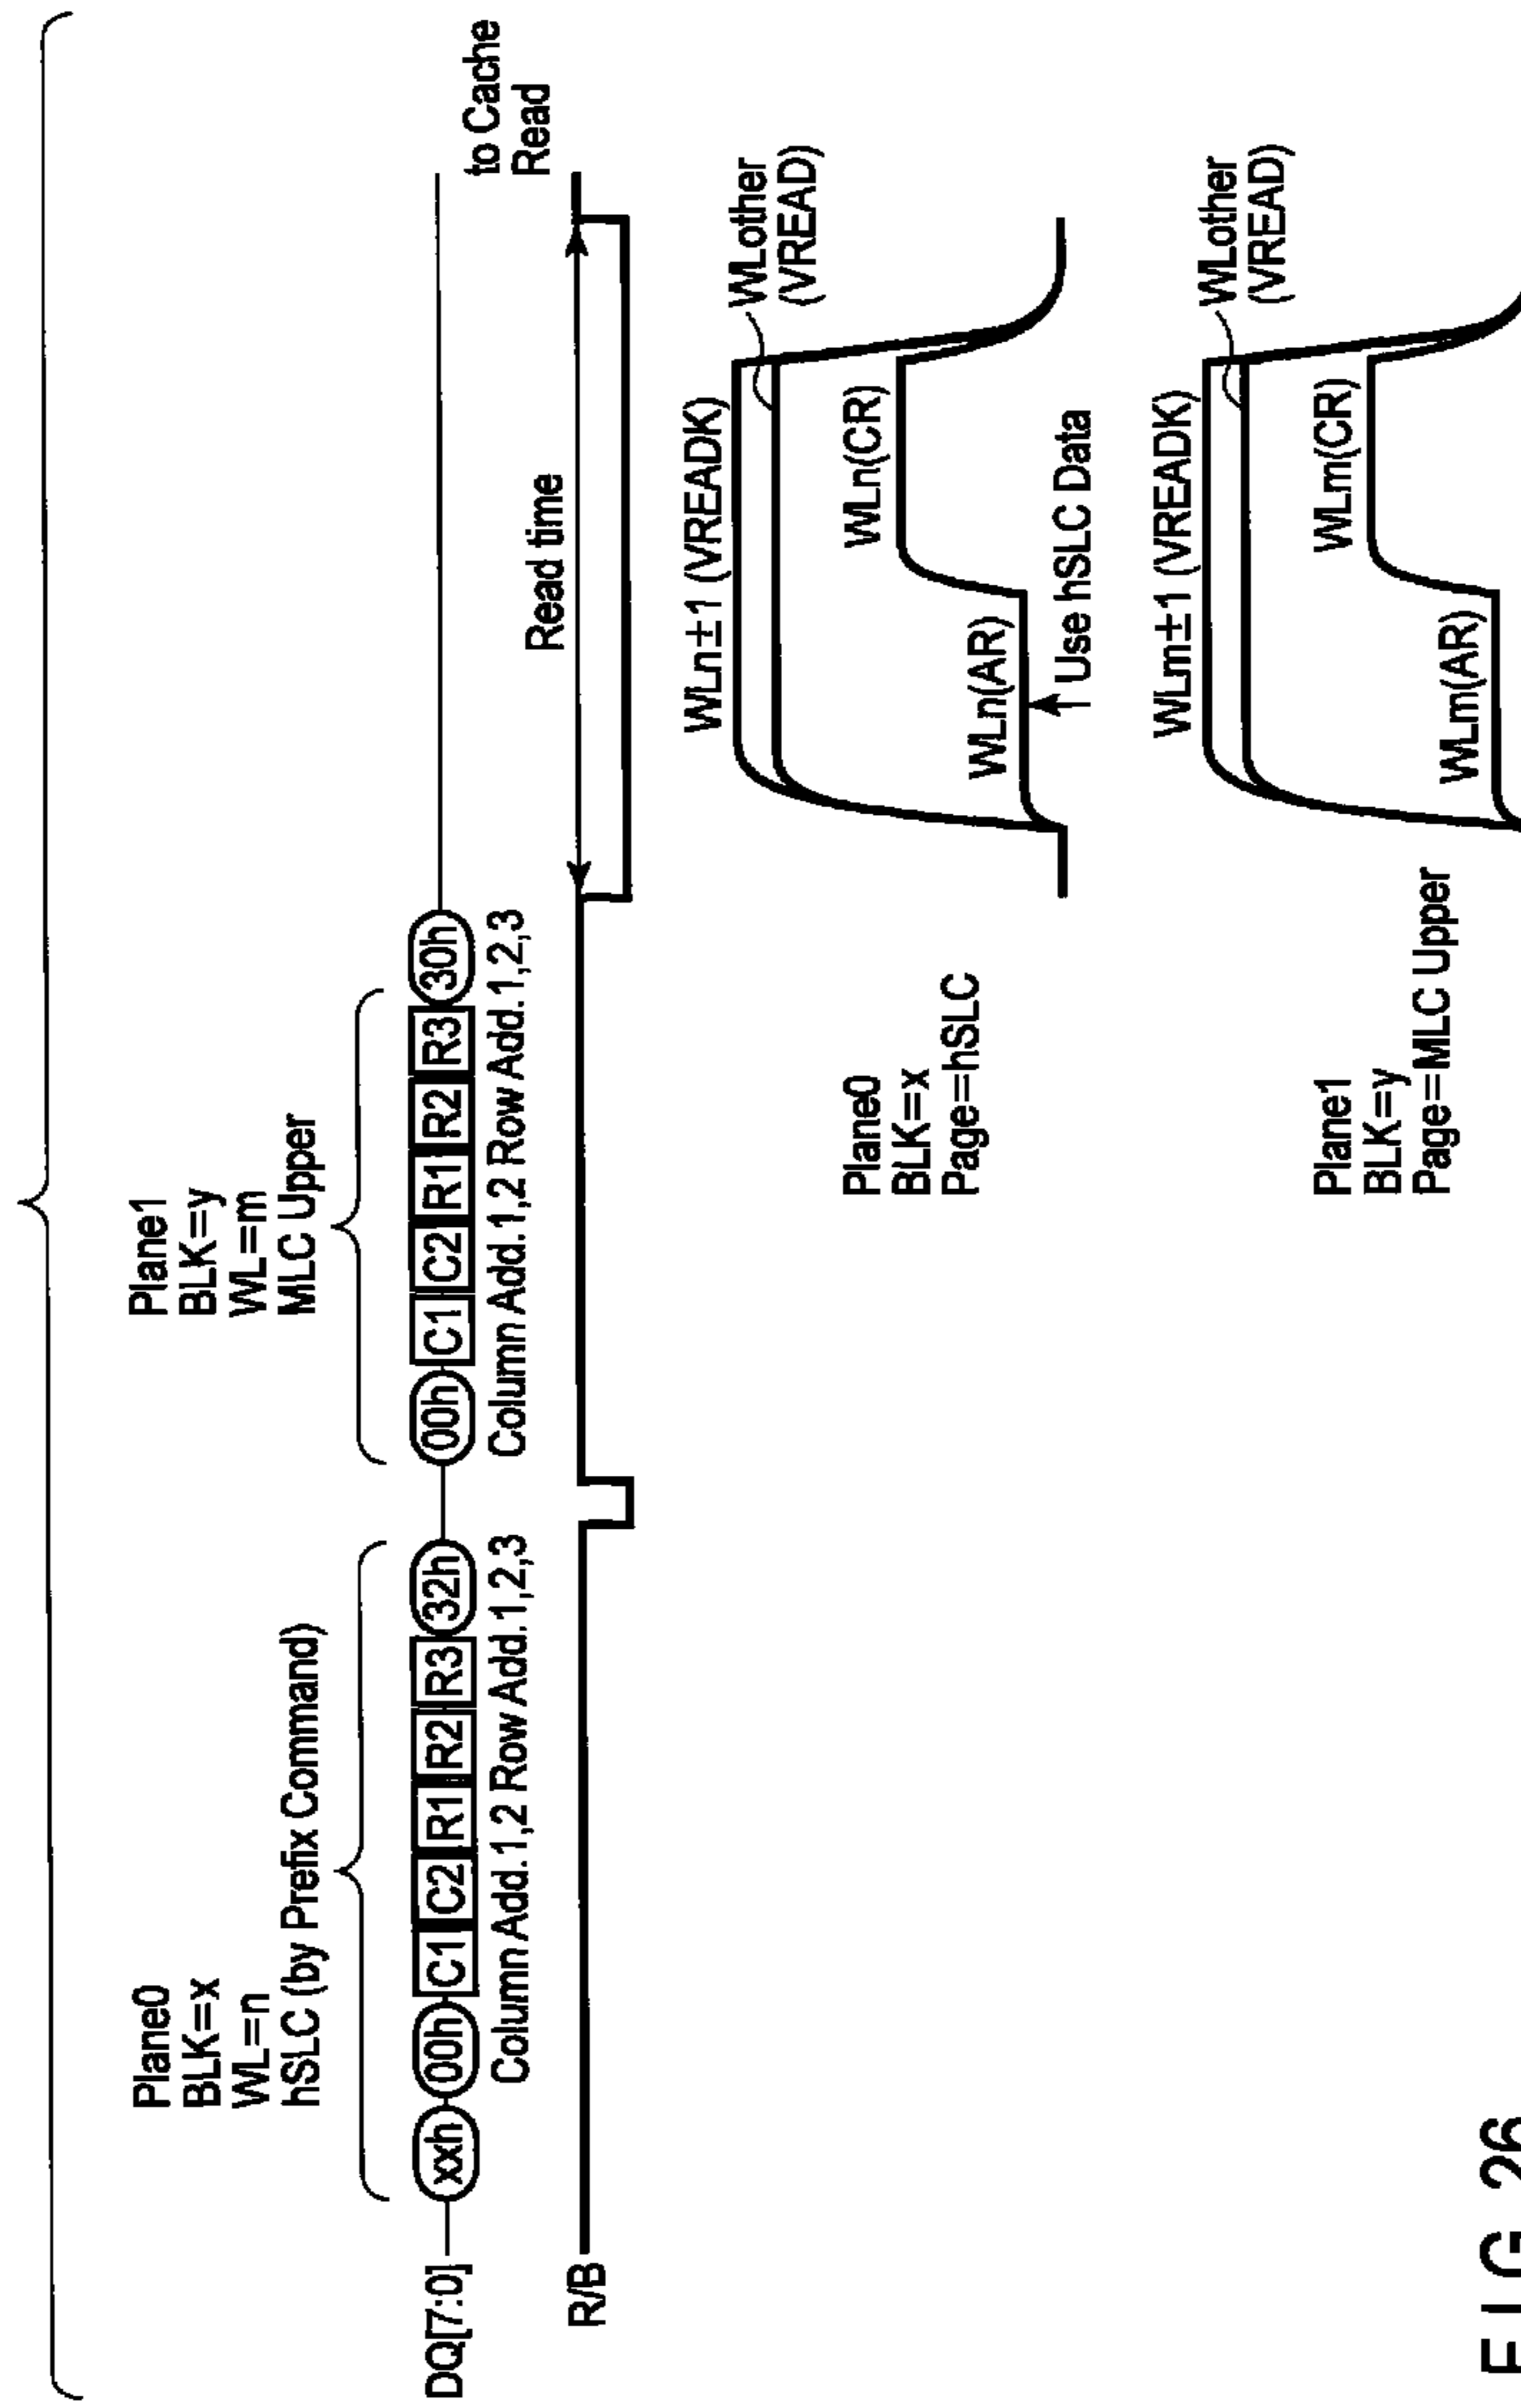 Plane0
BLK=x
WL=n
hSLC (by Prefix Command)
Plane1
BLK=y
WL=m
MLC Upper
DQ[7:0] xxh 00h C1 C2 R1 R2 R3 32h 00h C1 C2 R1 R2 R3 30h
Column Add.1,2 Row Add.1,2,3
Column Add.1,2 Row Add.1,2,3
to Cache
Read
R/B
Read time
Plane0
BLK=x
Page=hSLC
WLn±1 (VREADK)
WLother
(VREAD)
WLn(AR)
WLn(CR)
Use hSLC Data
Plane1
BLK=y
Page=MLC Upper
WLm±1 (VREADK)
WLother
(VREAD)
WLm(AR)
WLm(CR)
FIG. 26